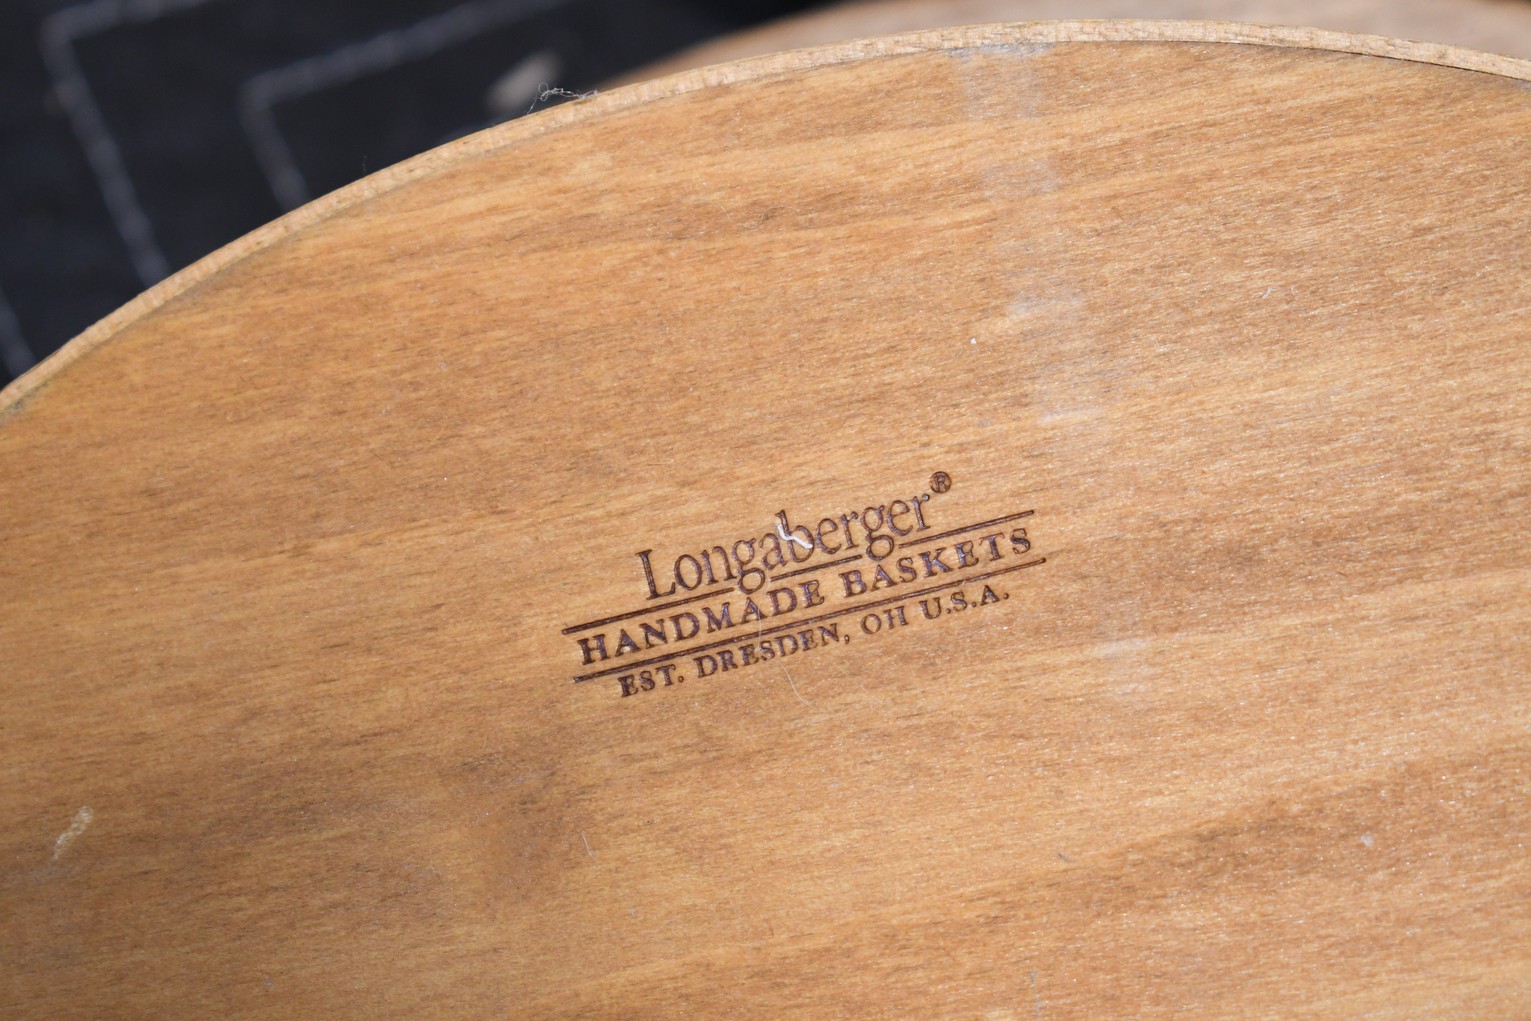 Longaberger®
HANDMADE BASKETS
EST. DRESDEN, OH U.S.A.